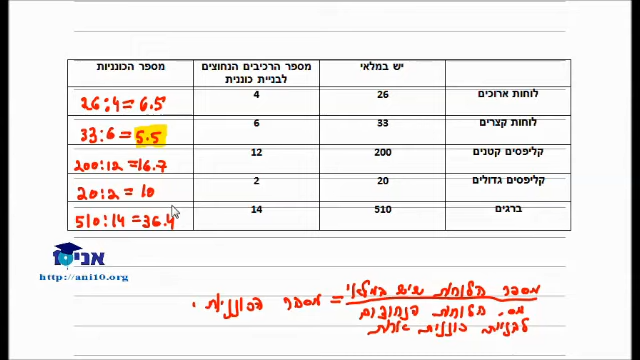 יש במלאי מספר הרכיבים הנחוצים לבניית כוננית מספר הכונניות
לוחות ארוכים 26 4 26:4=6.5
לוחות קצרים 33 6 33:6=5.5
קליפסים קטנים 200 12 200:12=16.7
קליפסים גדולים 20 2 20:2=10
ברגים 510 14 510:14=36.4
אני10
http://ani10.org
מספר הלוחות שיש במלאי
= מספר הכונניות
מס. הלוחות הנחוצים
לבניית כוננית אחת